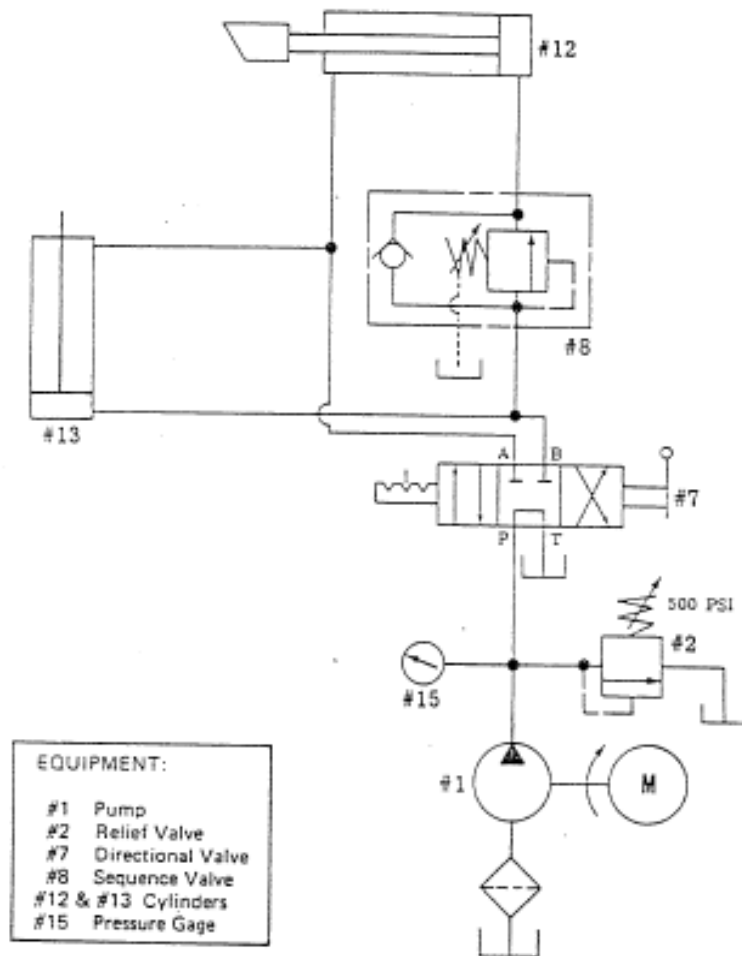 #12
#8
#13
A B
#7
P T
500 PSI
#2
#15
#1
M
EQUIPMENT:
#1 Pump
#2 Relief Valve
#7 Directional Valve
#8 Sequence Valve
#12 & #13 Cylinders
#15 Pressure Gage